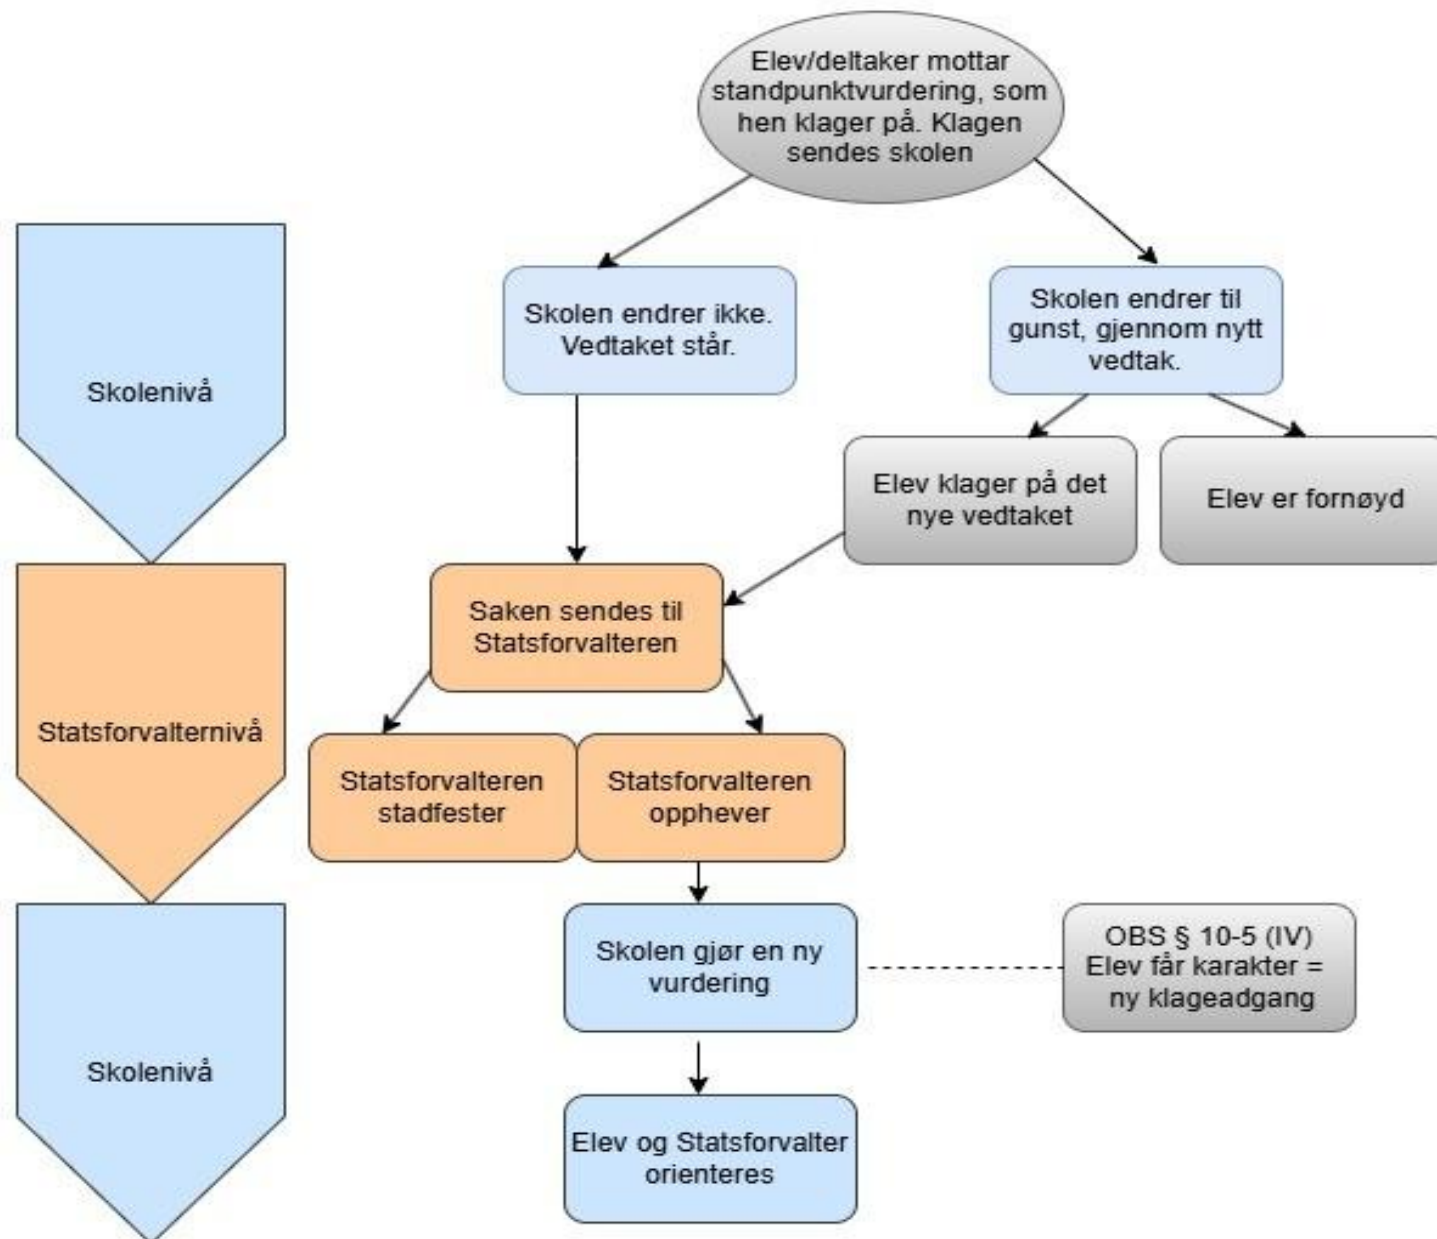 Elev/deltaker mottar
standpunktvurdering, som
hen klager på. Klagen
sendes skolen
Skolenivå
Skolen endrer ikke.
Vedtaket står.
Skolen endrer til
gunst, gjennom nytt
vedtak.
Elev klager på det
nye vedtaket
Elev er fornøyd
Statsforvalternivå
Saken sendes til
Statsforvalteren
Statsforvalteren
stadfester
Statsforvalteren
opphever
Skolenivå
Skolen gjør en ny
vurdering
OBS § 10-5 (IV)
Elev får karakter =
ny klageadgang
Elev og Statsforvalter
orienteres